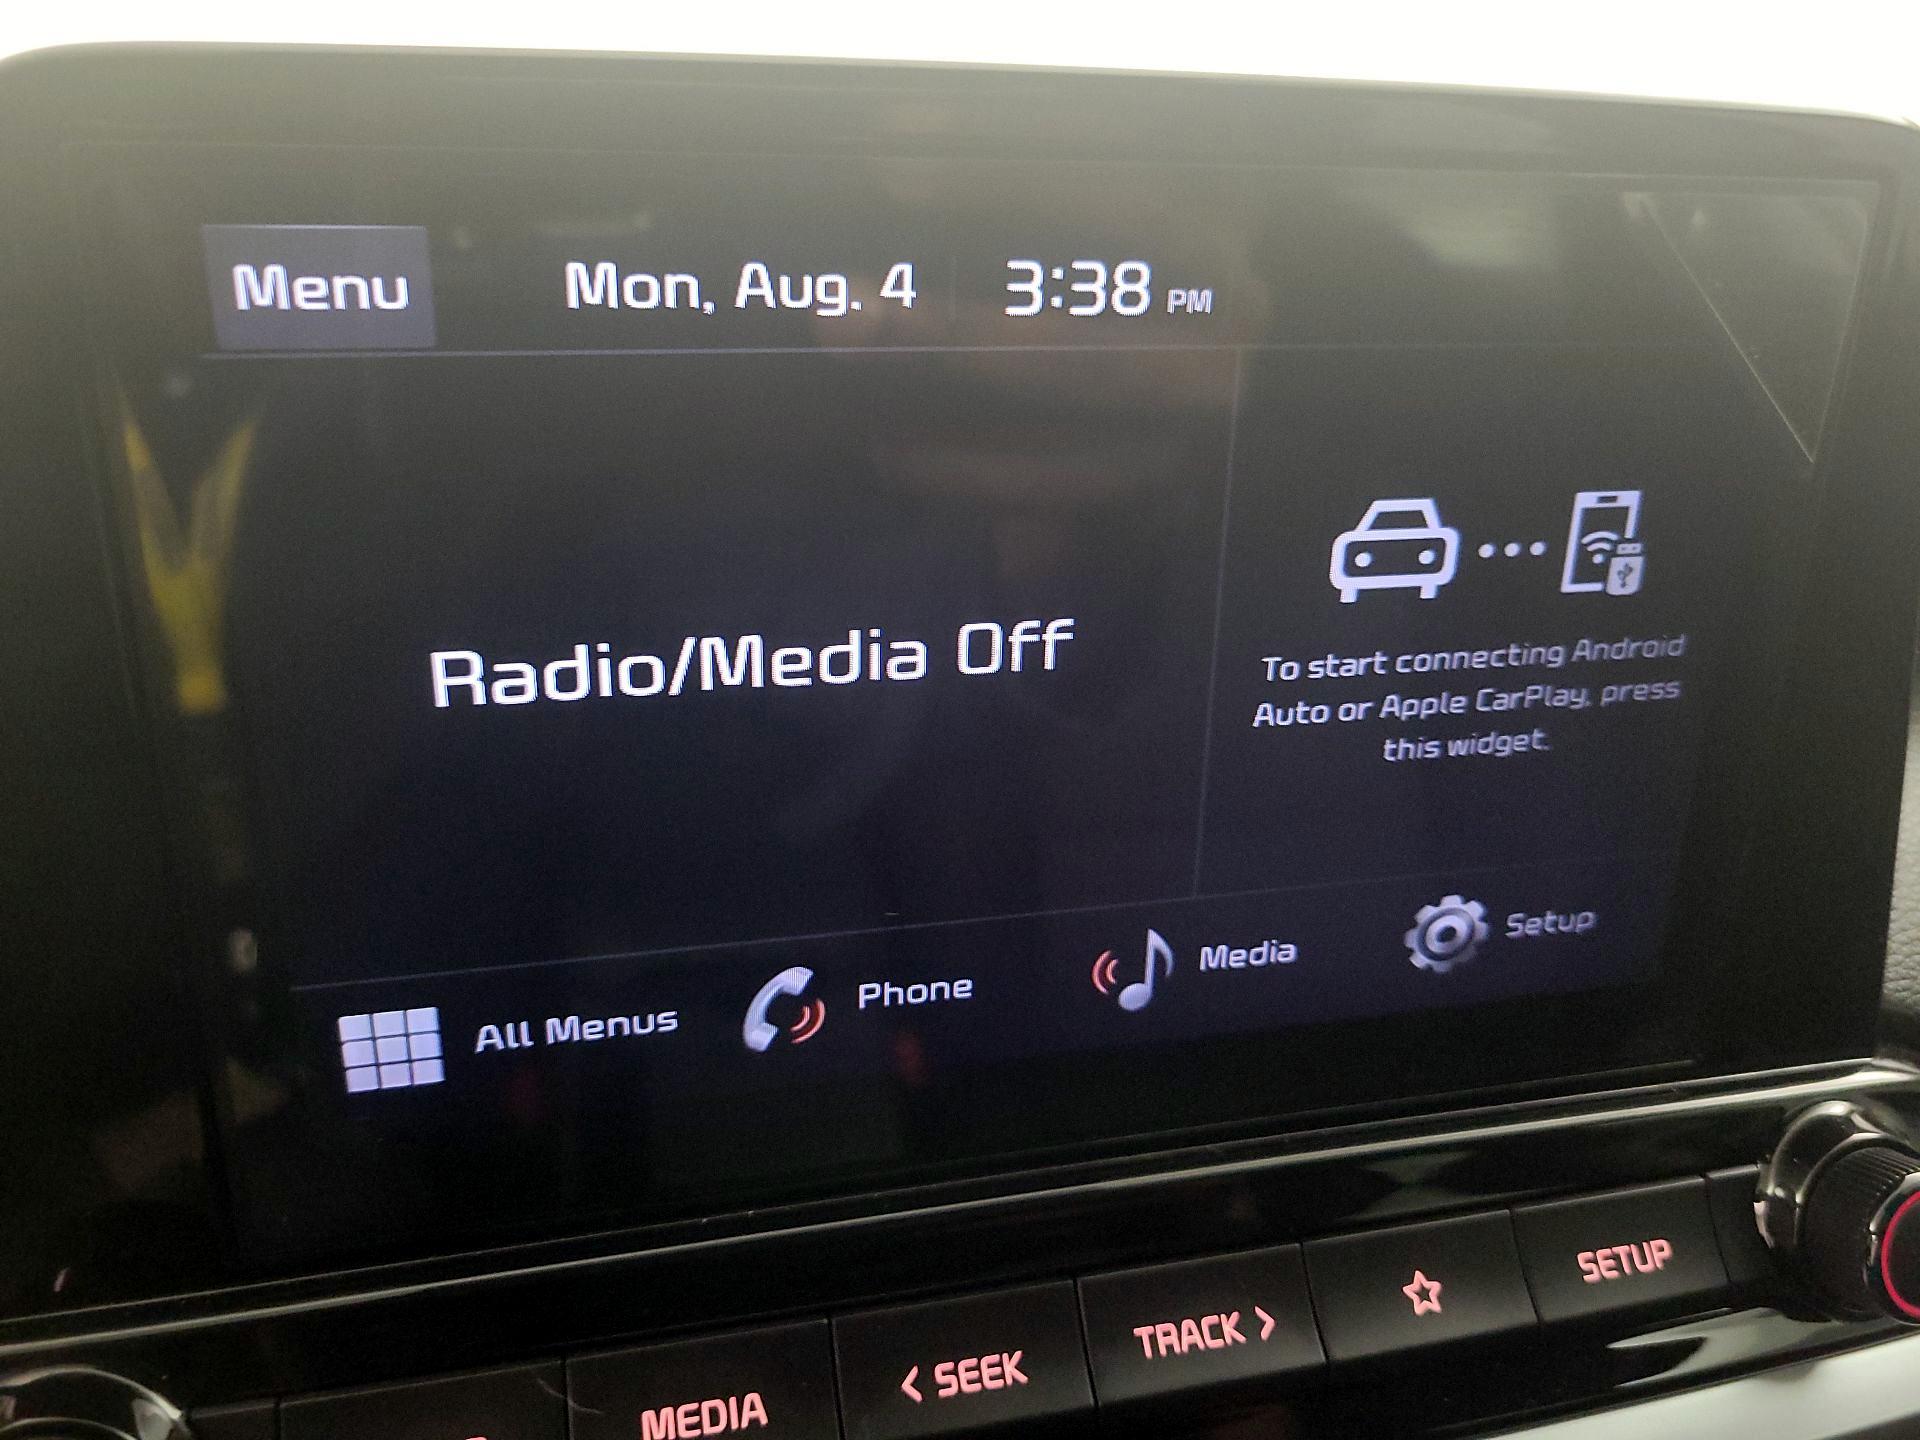 Menu Mon, Aug. 4 3:38 PM
Radio/Media Off
To start connecting Android
Auto or Apple CarPlay, press
this widget.
All Menus Phone Media Setup
MEDIA < SEEK TRACK > ☆ SETUP